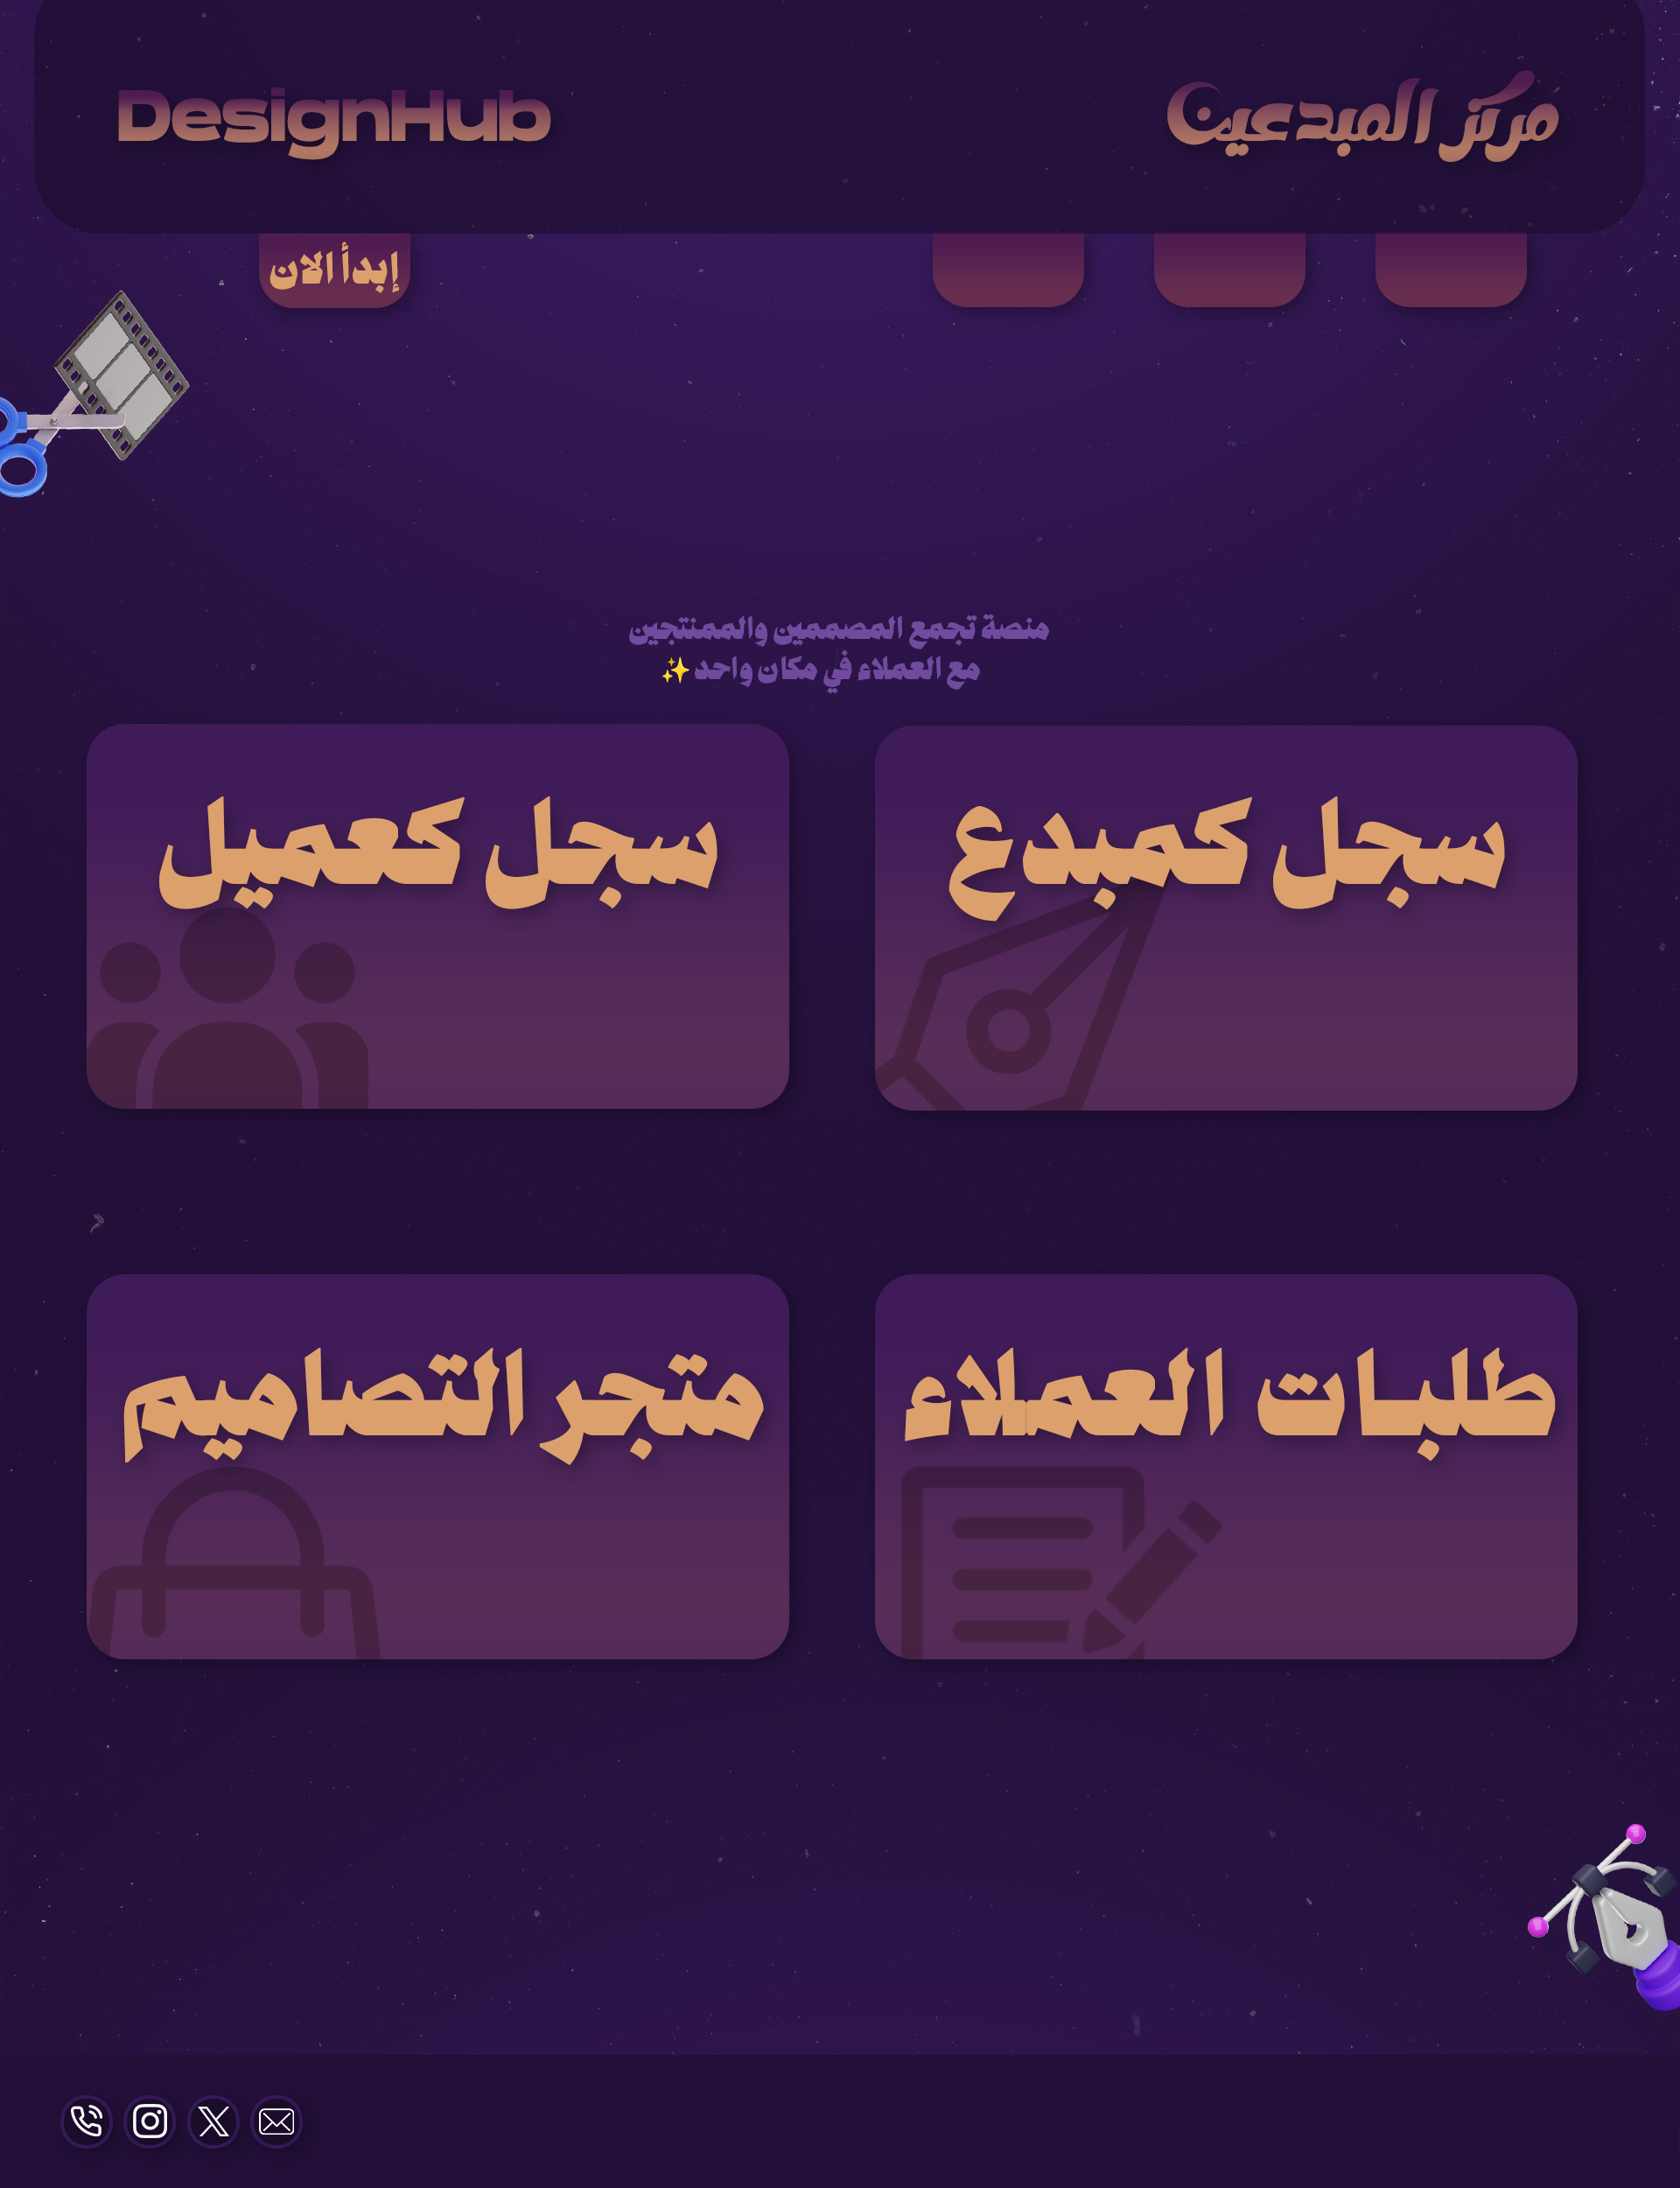 مركز المبدعين
DesignHub
إبدأ الآن
منصة تجمع المصممين والممنتجين
مع العملاء في مكان واحد✨
سجل كمبدع
سجل كعميل
طلبات العملاء
متجر التصاميم